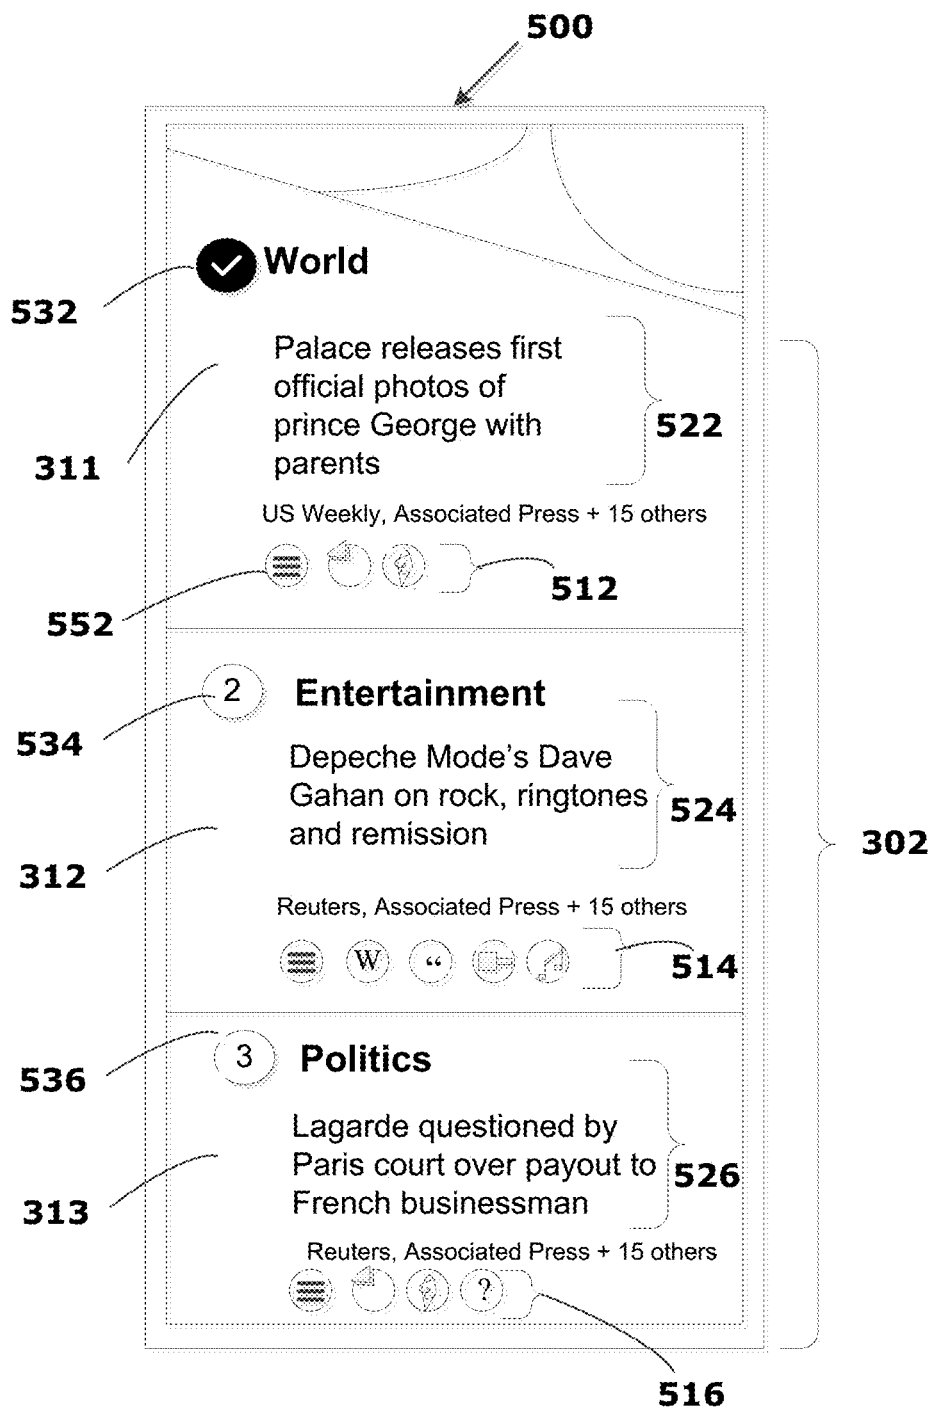 500
World
532
Palace releases first
official photos of
prince George with
parents
522
311
US Weekly, Associated Press + 15 others
512
552
2 Entertainment
534
Depeche Mode’s Dave
Gahan on rock, ringtones
and remission
524
302
312
Reuters, Associated Press + 15 others
W “
514
3 Politics
536
Lagarde questioned by
Paris court over payout to
French businessman
526
313
Reuters, Associated Press + 15 others
?
516